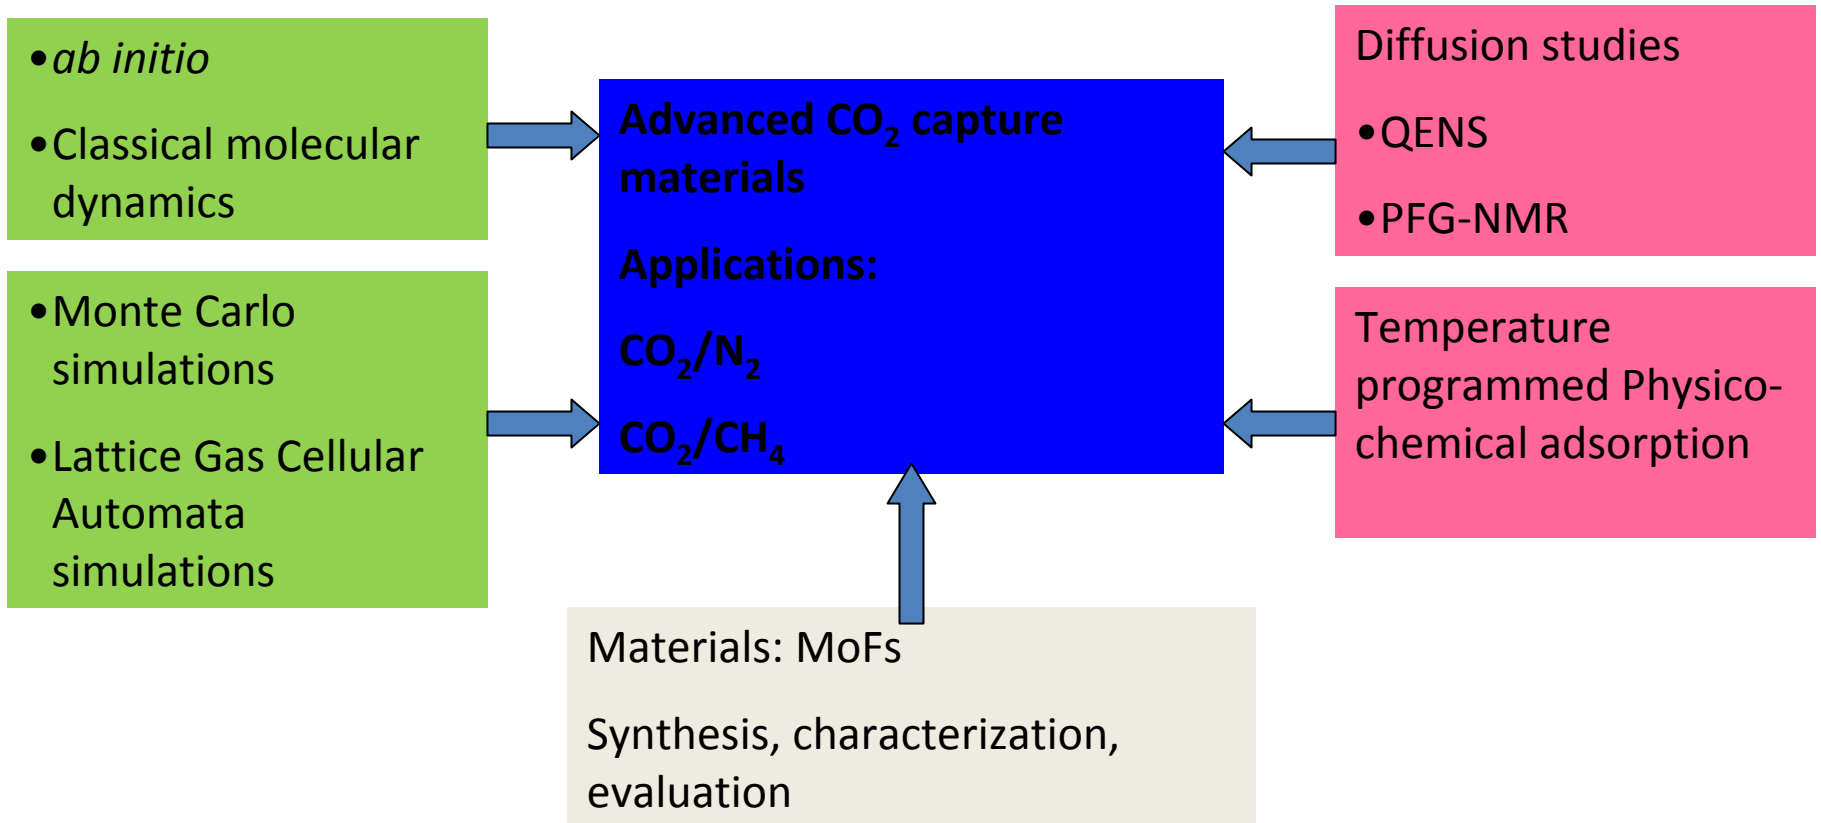 •ab initio
•Classical molecular
dynamics
•Monte Carlo
simulations
•Lattice Gas Cellular
Automata
simulations
Advanced CO₂ capture
materials
Applications:
CO₂/N₂
CO₂/CH₄
Diffusion studies
•QENS
•PFG-NMR
Temperature
programmed Physico-
chemical adsorption
Materials: MoFs
Synthesis, characterization,
evaluation